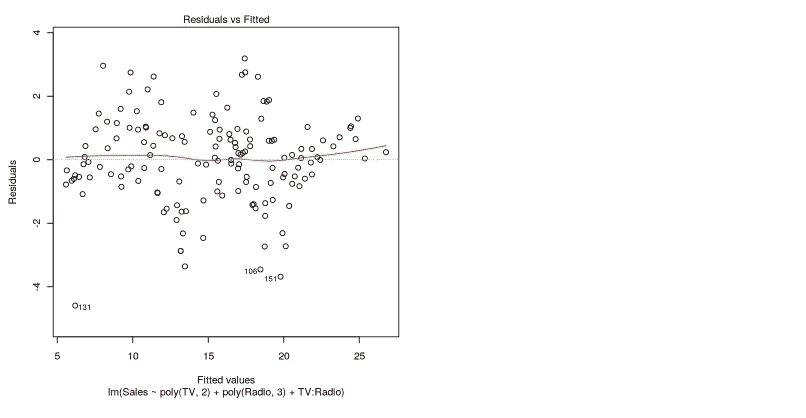 Residuals vs Fitted
4
2
0
-2
-4
Residuals
106
151
131
5 10 15 20 25
Fitted values
lm(Sales ~ poly(TV, 2) + poly(Radio, 3) + TV:Radio)